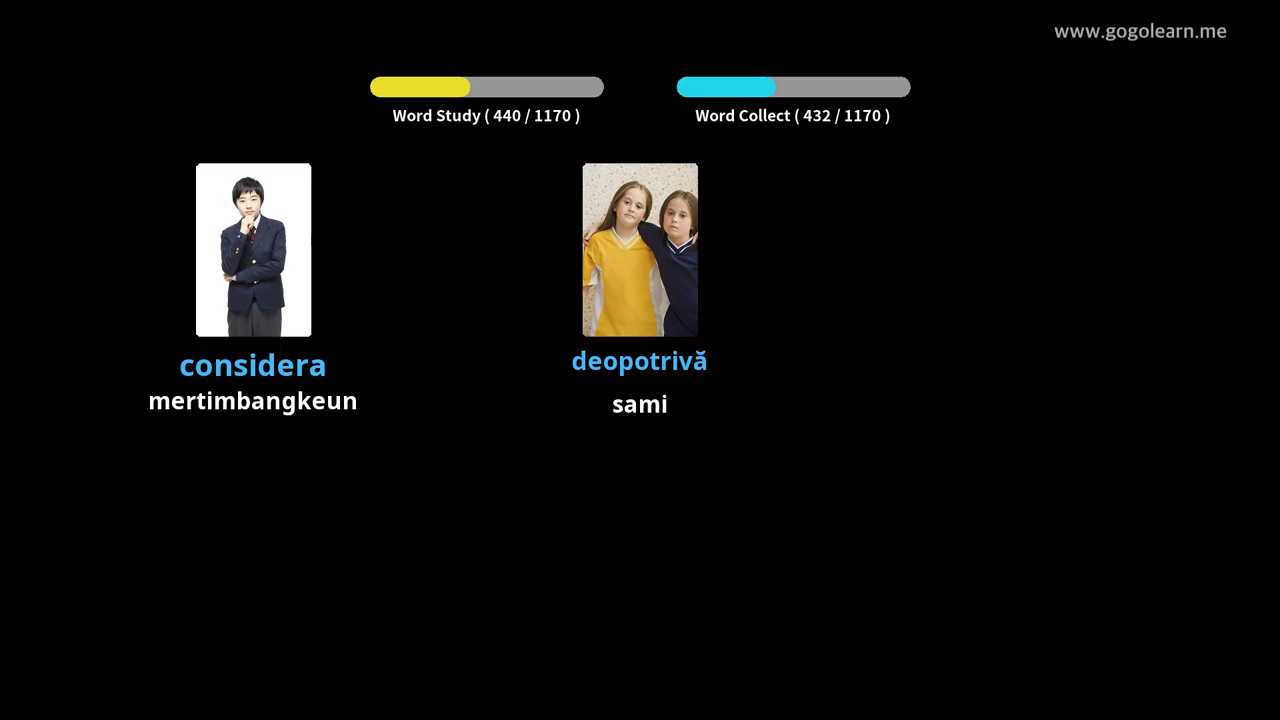 www.gogolearn.me
Word Study ( 440 / 1170 )
Word Collect ( 432 / 1170 )
considera
mertimbangkeun
deopotrivă
sami